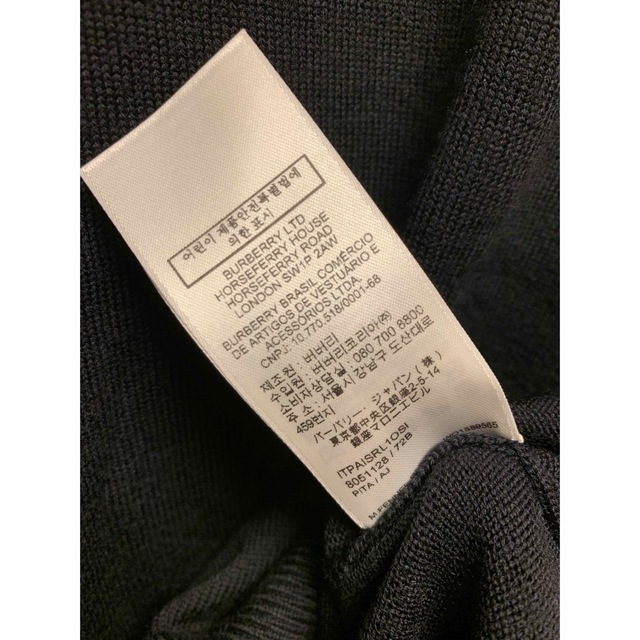 어린이 제품안전특별법에
의한 표시
BURBERRY LTD
HORSEFERRY HOUSE
HORSEFERRY ROAD
LONDON SW1P 2AW
BURBERRY BRASIL COMÉRCIO
DE ARTIGOS DE VESTUÁRIO E
ACESSÓRIOS LTDA.
CNPJ: 10.770.518/0001-68
제조원: 버버리
수입원: 버버리코리아㈜
소비자상담실: 080 700 8800
주소: 서울시 강남구 도산대로
459번지
バーバリー・ジャパン(株)
東京都中央区銀座2-5-14
銀座マロニエビル
ITPAISRL1OSI
8051128 / 728
PITA / AJ